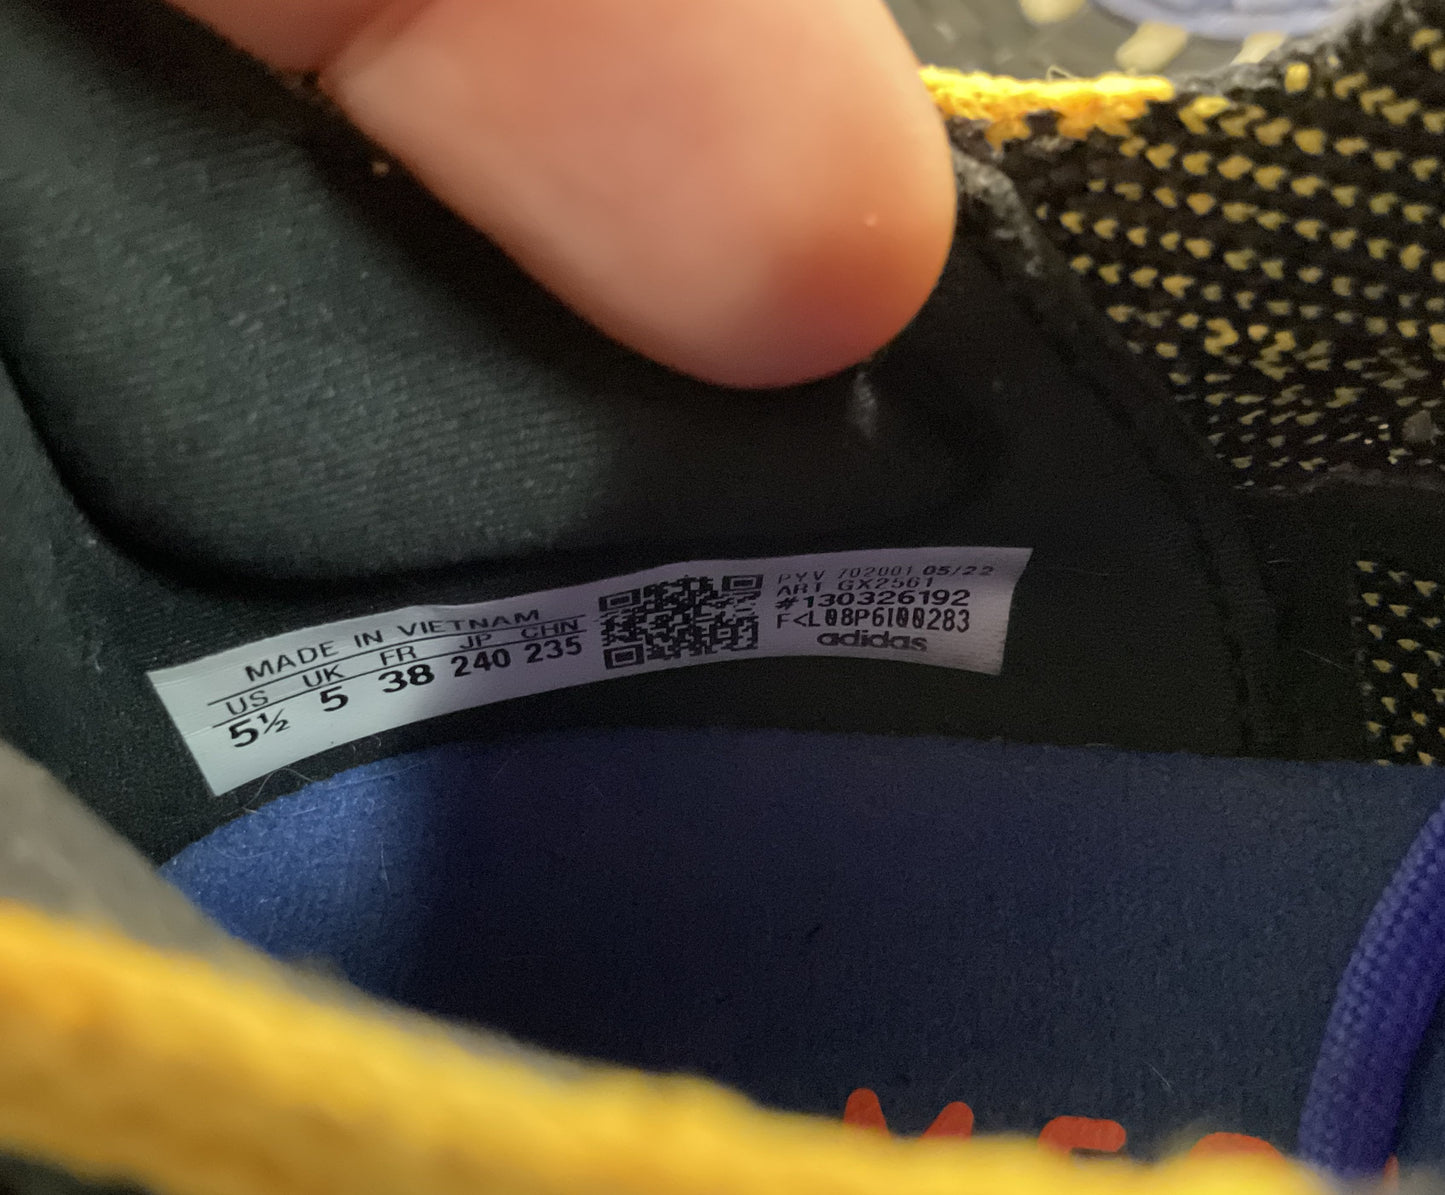 MADE IN VIETNAM
US UK FR JP CHN
5½ 5 38 240 235
PYV 702001 05/22
ART GX2561
#130326192
F<L08P6I00283
adidas